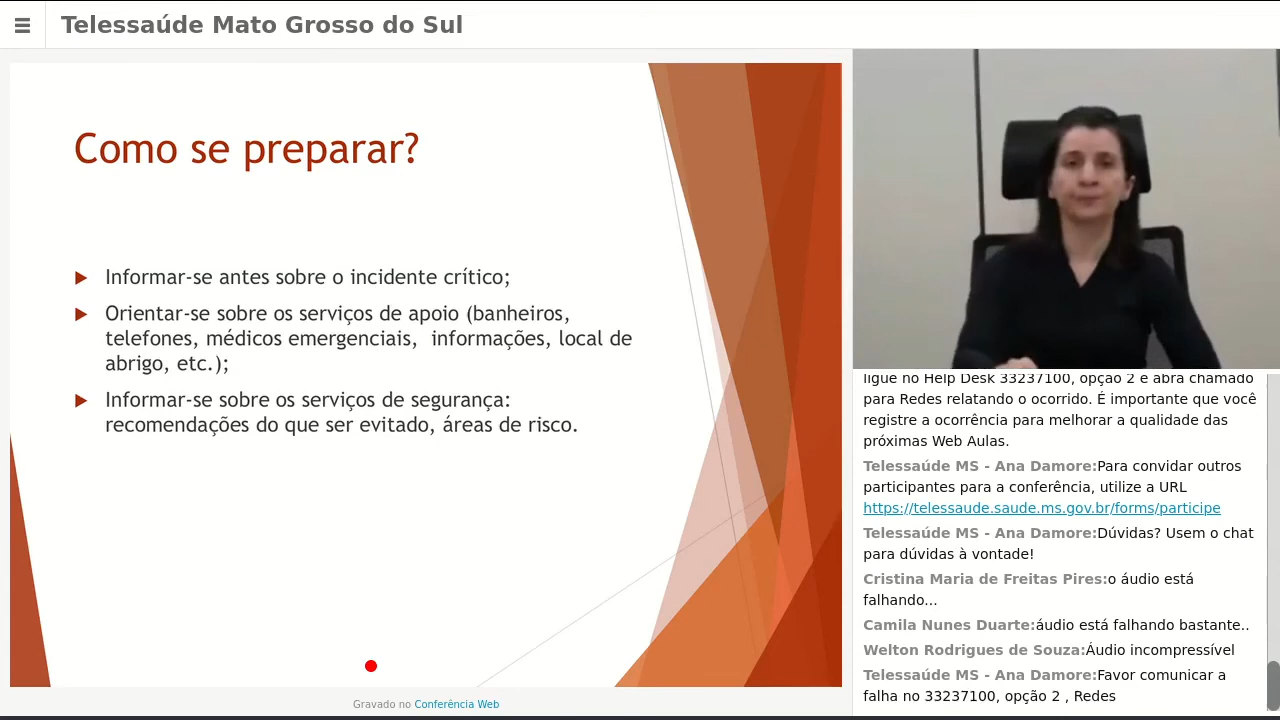 Telessaúde Mato Grosso do Sul
Como se preparar?
Informar-se antes sobre o incidente crítico;
Orientar-se sobre os serviços de apoio (banheiros,
telefones, médicos emergenciais, informações, local de
abrigo, etc.);
Informar-se sobre os serviços de segurança:
recomendações do que ser evitado, áreas de risco.
Gravado no Conferência Web
ligue no Help Desk 33237100, opção 2 e abra chamado
para Redes relatando o ocorrido. É importante que você
registre a ocorrência para melhorar a qualidade das
próximas Web Aulas.
Telessaúde MS - Ana Damore:Para convidar outros
participantes para a conferência, utilize a URL
https://telessaude.saude.ms.gov.br/forms/participe
Telessaúde MS - Ana Damore:Dúvidas? Usem o chat
para dúvidas à vontade!
Cristina Maria de Freitas Pires:o áudio está
falhando...
Camila Nunes Duarte:áudio está falhando bastante..
Welton Rodrigues de Souza:Áudio incompressível
Telessaúde MS - Ana Damore:Favor comunicar a
falha no 33237100, opção 2 , Redes